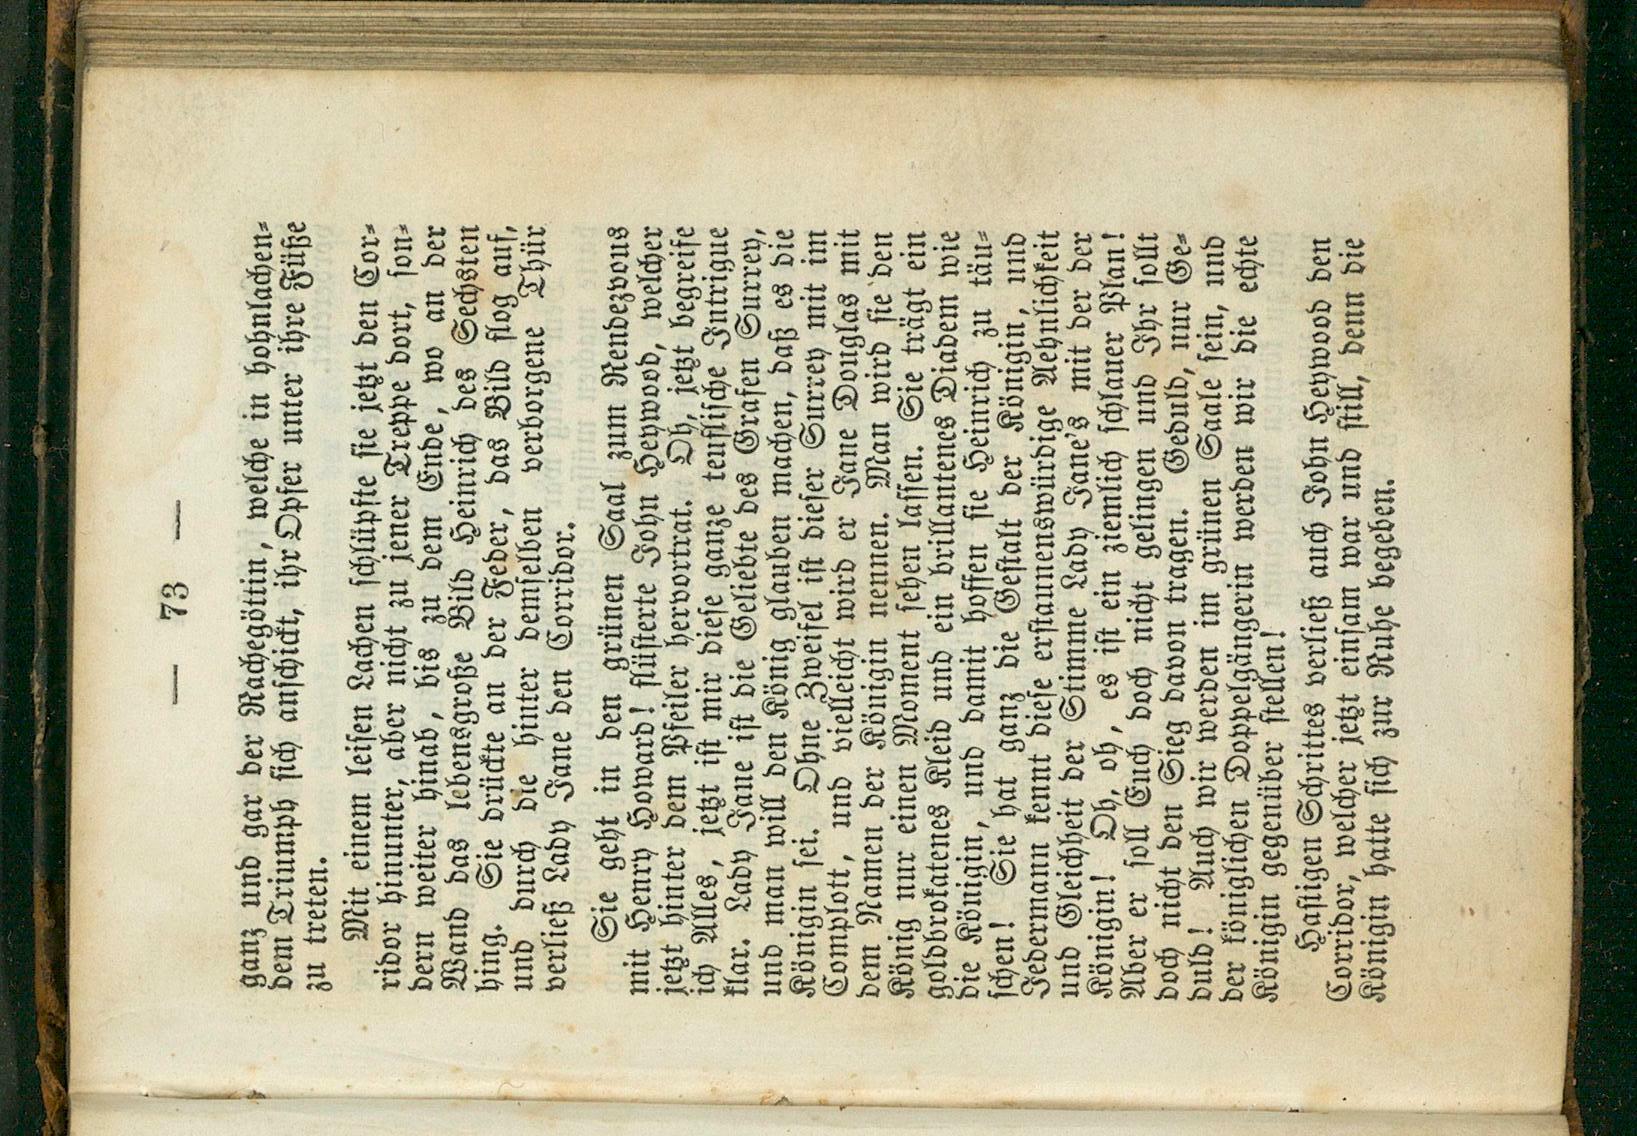 — 73 —
ganz und gar der Rachegöttin, welche in hohnlachen-
dem Triumph sich anschickt, ihr Opfer unter ihre Füße
zu treten.
Mit einem leisen Lachen schlüpfte sie jetzt den Cor-
ridor hinunter, aber nicht zu jener Treppe dort, son-
dern weiter hinab, bis zu dem Ende, wo an der
Wand das lebensgroße Bild Heinrich des Sechsten
hing. Sie drückte an der Feder, das Bild flog auf,
und durch die hinter demselben verborgene Thür
verließ Lady Jane den Corridor.
Sie geht in den grünen Saal zum Rendezvous
mit Henry Howard! flüsterte John Heywood, welcher
jetzt hinter dem Pfeiler hervortrat. Oh, jetzt begreife
ich Alles, jetzt ist mir diese ganze teuflische Intrigue
klar. Lady Jane ist die Geliebte des Grafen Surrey,
und man will den König glauben machen, daß es die
Königin sei. Ohne Zweifel ist dieser Surrey mit im
Complott, und vielleicht wird er Jane Douglas mit
dem Namen der Königin nennen. Man wird sie den
König nur einen Moment sehen lassen. Sie trägt ein
goldbrokatenes Kleid und ein brillantenes Diadem wie
die Königin, und damit hoffen sie Heinrich zu täu-
schen! Sie hat ganz die Gestalt der Königin, und
Jedermann kennt diese erstaunenswürdige Aehnlichkeit
und Gleichheit der Stimme Lady Jane's mit der der
Königin! Oh, oh, es ist ein ziemlich schlauer Plan!
Aber er soll Euch doch nicht gelingen und Ihr sollt
doch nicht den Sieg davon tragen. Geduld, nur Ge-
duld! Auch wir werden im grünen Saale sein, und
der königlichen Doppelgängerin werden wir die echte
Königin gegenüber stellen!
Hastigen Schrittes verließ auch John Heywood den
Corridor, welcher jetzt einsam war und still, denn die
Königin hatte sich zur Ruhe begeben.